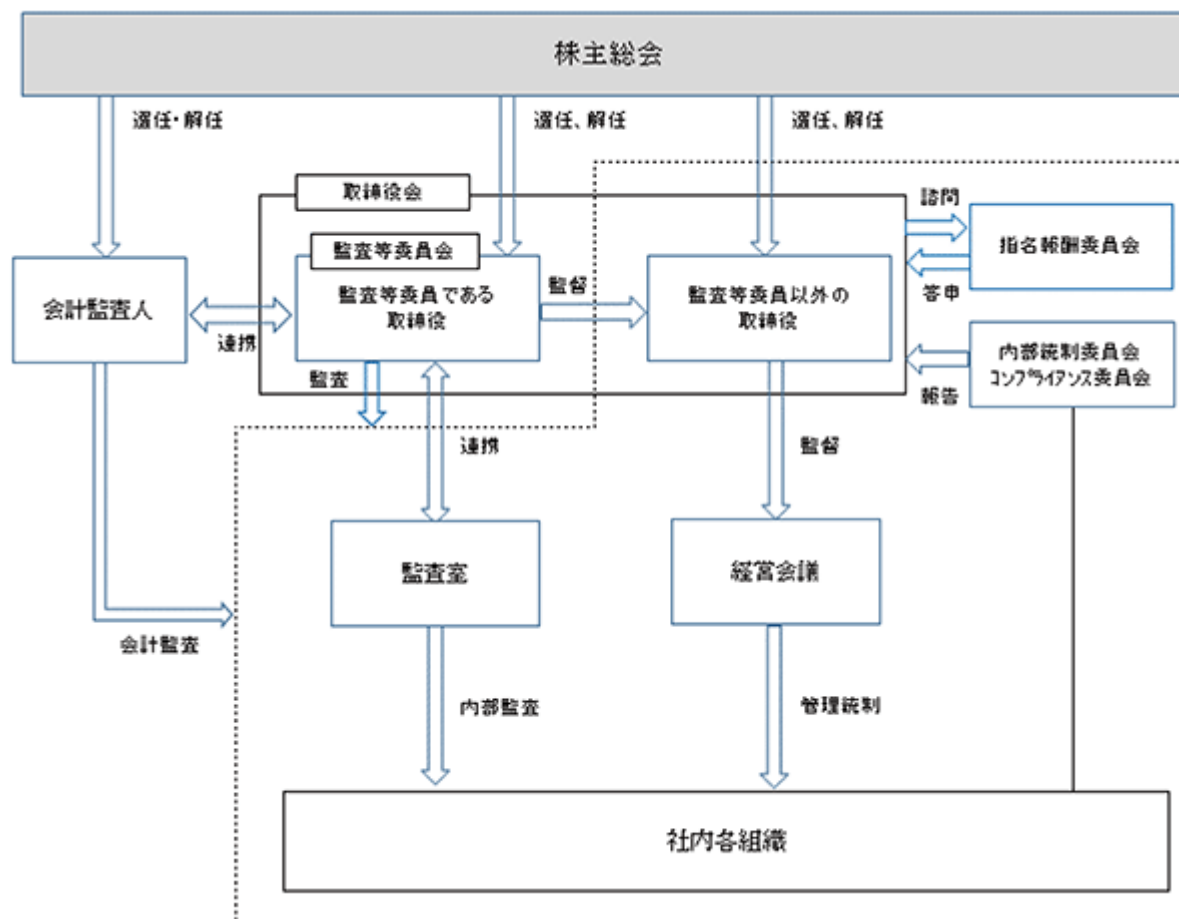 株主総会
選任・解任
選任、解任
選任、解任
取締役会
諮問
指名報酬委員会
答申
監査等委員会
監査等委員である
取締役
監督
監査等委員以外の
取締役
会計監査人
連携
内部統制委員会
コンプライアンス委員会
報告
監査
連携
監督
監査室
経営会議
会計監査
内部監査
管理統制
社内各組織